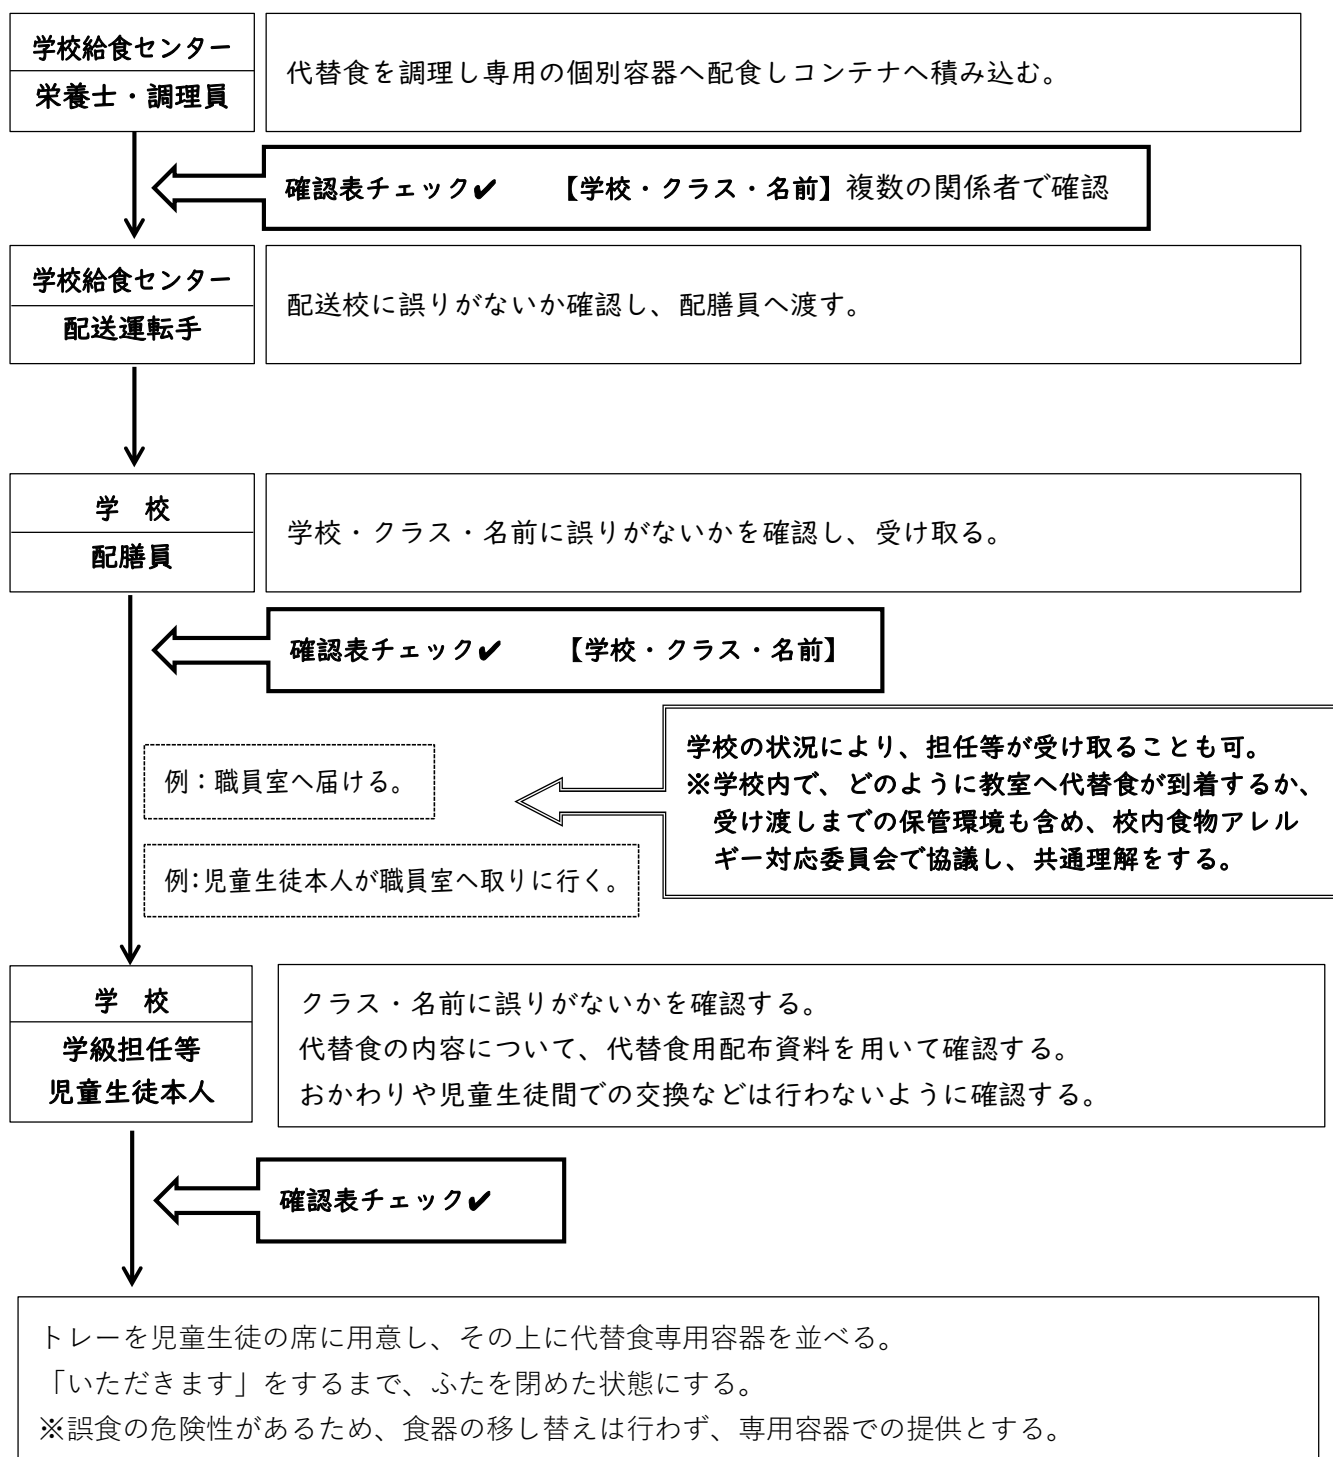 学校給食センター
栄養士・調理員
代替食を調理し専用の個別容器へ配食しコンテナへ積み込む。
確認表チェック✔ 【学校・クラス・名前】複数の関係者で確認
学校給食センター
配送運転手
配送校に誤りがないか確認し、配膳員へ渡す。
学 校
配膳員
学校・クラス・名前に誤りがないかを確認し、受け取る。
確認表チェック✔ 【学校・クラス・名前】
例：職員室へ届ける。
例：児童生徒本人が職員室へ取りに行く。
学校の状況により、担任等が受け取ることも可。
※学校内で、どのように教室へ代替食が到着するか、
受け渡しまでの保管環境も含め、校内食物アレル
ギー対応委員会で協議し、共通理解をする。
学 校
学級担任等
児童生徒本人
クラス・名前に誤りがないかを確認する。
代替食の内容について、代替食用配布資料を用いて確認する。
おかわりや児童生徒間での交換などは行わないように確認する。
確認表チェック✔
トレーを児童生徒の席に用意し、その上に代替食専用容器を並べる。
「いただきます」をするまで、ふたを閉めた状態にする。
※誤食の危険性があるため、食器の移し替えは行わず、専用容器での提供とする。